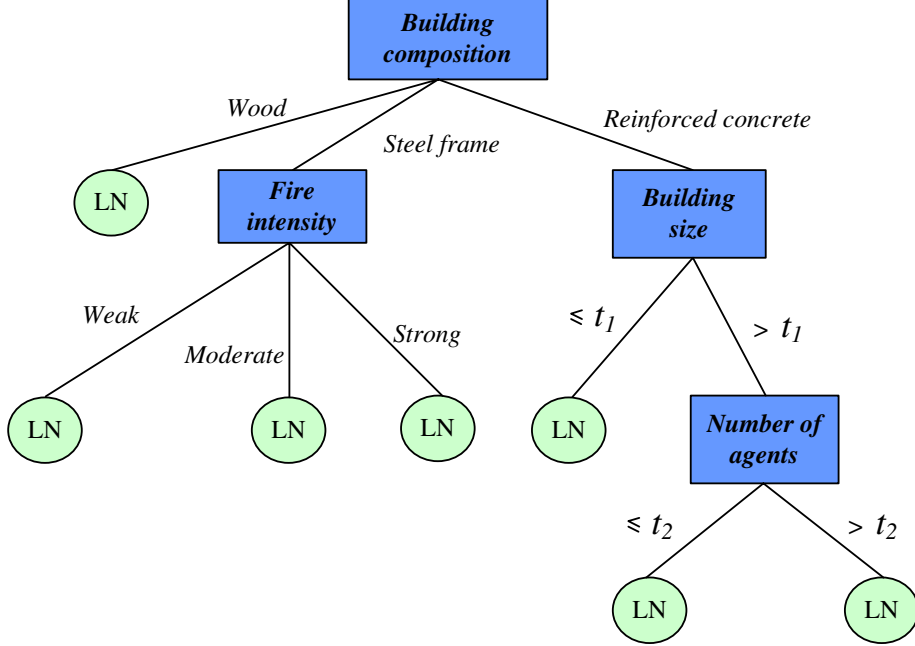 Building
composition
Wood
Steel frame
Reinforced concrete
LN
Fire
intensity
Building
size
Weak
Moderate
Strong
≤ t1
> t1
LN
LN
LN
LN
Number of
agents
≤ t2
> t2
LN
LN